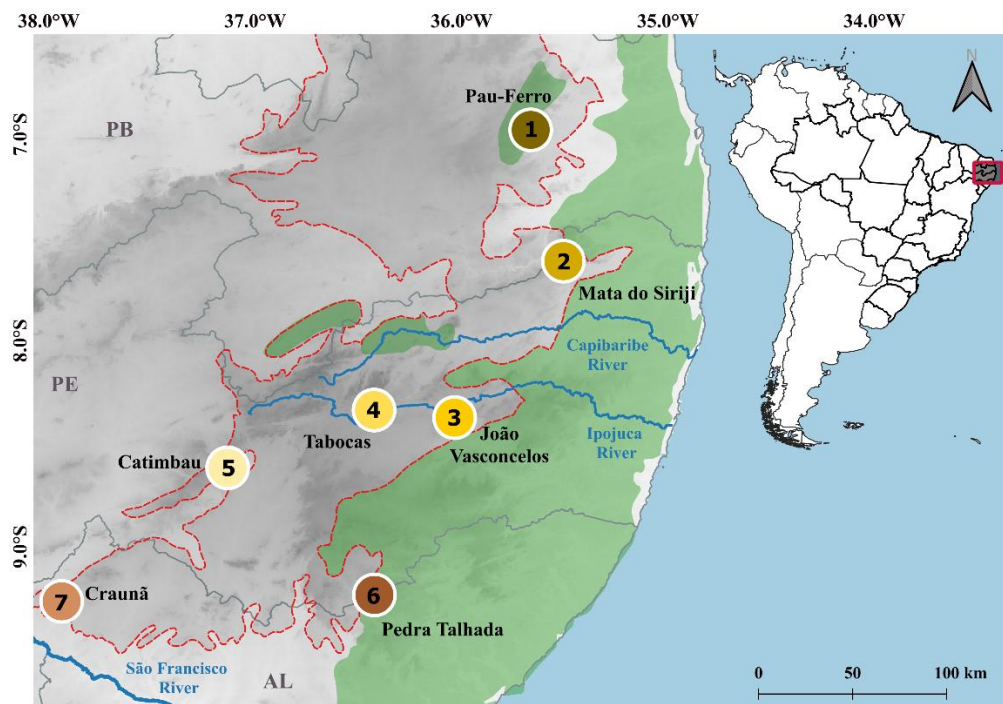 38.0°W 37.0°W 36.0°W 35.0°W 34.0°W
N
Pau-Ferro
1
PB
7.0°S
2
Mata do Siriji
Capibaribe
River
8.0°S
PE
4
3
Tabocas
João
Vasconcelos
Ipojuca
River
Catimbau
5
9.0°S
7
Craunã
6
Pedra Talhada
São Francisco
River
AL
0 50 100 km